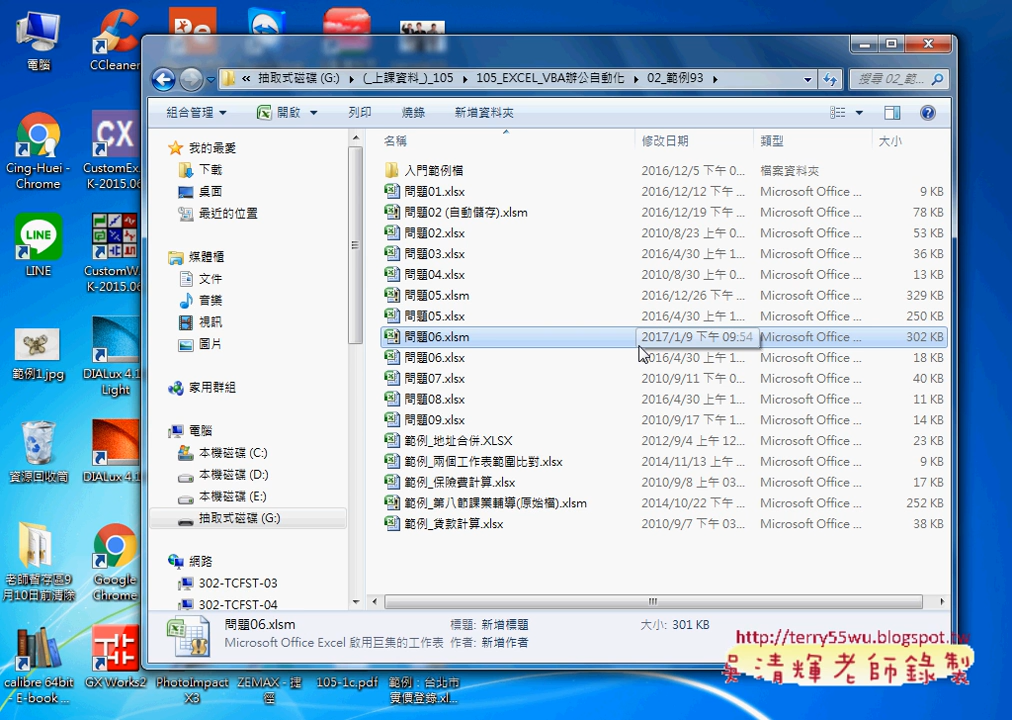 電腦
CCleaner
Cing-Huei -
Chrome
LINE
CustomW
K-2015.06
範例1.jpg
DIALux 4.1
Light
資源回收筒
DIALux 4.1
Google
Chrome
calibre 64bit
- E-book ...
GX Works2
PhotoImpact
X3
ZEMAX - 捷
徑
105-1c.pdf
範例：台北市
實價登錄.xl...
« 抽取式磁碟 (G:) ▸ (_上課資料_)_105 ▸ 105_EXCEL_VBA辦公自動化 ▸ 02_範例93 ▸
搜尋 02_範...
組合管理 ▼ 開啟 ▼ 列印 燒錄 新增資料夾
我的最愛
下載
桌面
最近的位置
媒體櫃
文件
音樂
視訊
圖片
家用群組
電腦
本機磁碟 (C:)
本機磁碟 (D:)
本機磁碟 (E:)
抽取式磁碟 (G:)
網路
302-TCFST-03
302-TCFST-04
名稱 修改日期 類型 大小
入門範例檔 2016/12/5 下午 0... 檔案資料夾
問題01.xlsx 2016/12/12 下午 ... Microsoft Office ... 9 KB
問題02 (自動儲存).xlsm 2016/12/19 下午 ... Microsoft Office ... 78 KB
問題02.xlsx 2010/8/23 上午 0... Microsoft Office ... 53 KB
問題03.xlsx 2016/4/30 上午 1... Microsoft Office ... 36 KB
問題04.xlsx 2010/8/30 上午 0... Microsoft Office ... 13 KB
問題05.xlsm 2016/12/26 下午 ... Microsoft Office ... 329 KB
問題05.xlsx 2016/4/30 上午 1... Microsoft Office ... 250 KB
問題06.xlsm 2017/1/9 下午 09:54 Microsoft Office ... 302 KB
問題06.xlsx 2016/4/30 上午 1... Microsoft Office ... 18 KB
問題07.xlsx 2010/9/11 下午 0... Microsoft Office ... 40 KB
問題08.xlsx 2016/4/30 上午 1... Microsoft Office ... 11 KB
問題09.xlsx 2010/9/17 下午 1... Microsoft Office ... 14 KB
範例_地址合併.XLSX 2012/9/4 上午 12... Microsoft Office ... 23 KB
範例_兩個工作表範圍比對.xlsx 2014/11/13 上午 ... Microsoft Office ... 9 KB
範例_保險費計算.xlsx 2010/9/8 上午 03... Microsoft Office ... 17 KB
範例_第八節課業輔導(原始檔).xlsm 2014/10/22 下午 ... Microsoft Office ... 252 KB
範例_貸款計算.xlsx 2010/9/7 下午 03... Microsoft Office ... 38 KB
問題06.xlsm 標題: 新增標題 大小: 301 KB
Microsoft Office Excel 啟用巨集的工作表 作者: 新增作者
http://terry55wu.blogspot.tw
吳清輝老師錄製